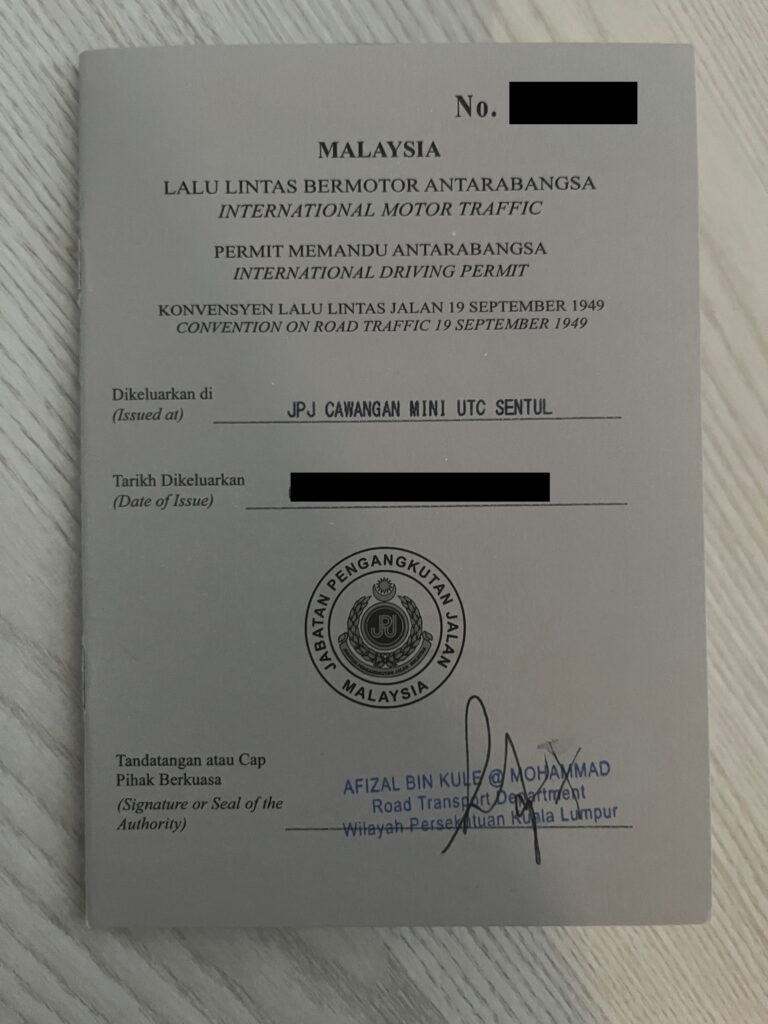 No.
MALAYSIA
LALU LINTAS BERMOTOR ANTARABANGSA
INTERNATIONAL MOTOR TRAFFIC
PERMIT MEMANDU ANTARABANGSA
INTERNATIONAL DRIVING PERMIT
KONVENSYEN LALU LINTAS JALAN 19 SEPTEMBER 1949
CONVENTION ON ROAD TRAFFIC 19 SEPTEMBER 1949
Dikeluarkan di
(Issued at)
JPJ CAWANGAN MINI UTC SENTUL
Tarikh Dikeluarkan
(Date of Issue)
JABATAN PENGANGKUTAN JALAN
JPJ
MALAYSIA
Tandatangan atau Cap
Pihak Berkuasa
(Signature or Seal of the
Authority)
AFIZAL BIN KULE @ MOHAMMAD
Road Transport Department
Wilayah Persekutuan Kuala Lumpur